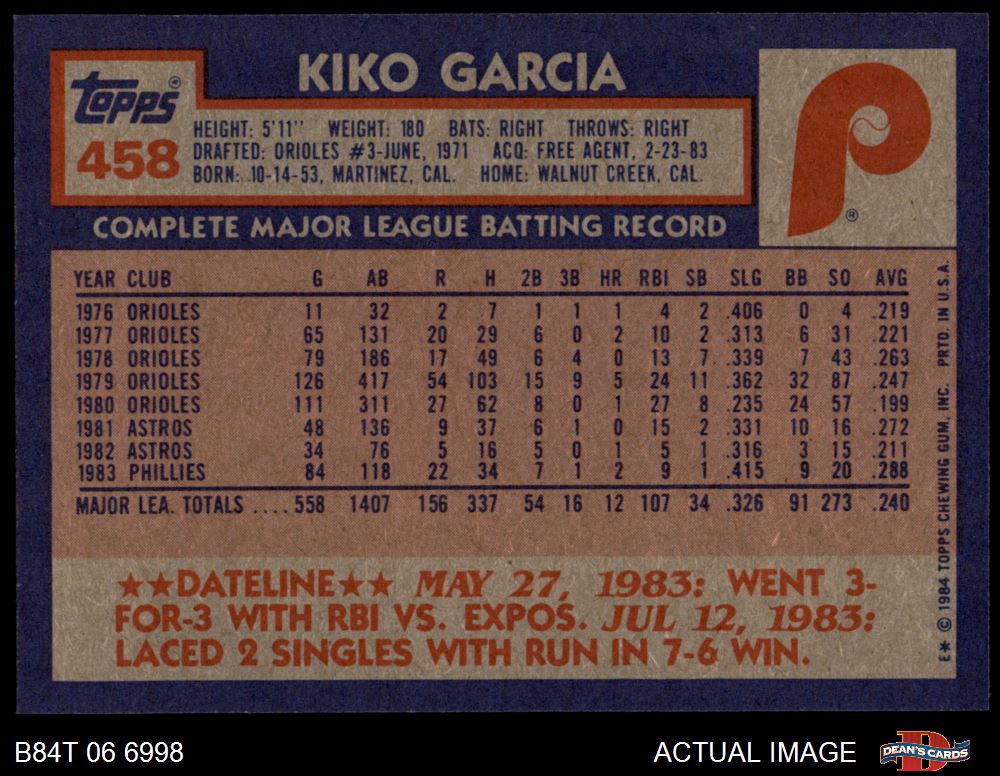 KIKO GARCIA
Topps®
458
HEIGHT: 5'11" WEIGHT: 180 BATS: RIGHT THROWS: RIGHT
DRAFTED: ORIOLES #3-JUNE, 1971 ACQ: FREE AGENT, 2-23-83
BORN: 10-14-53, MARTINEZ, CAL. HOME: WALNUT CREEK, CAL.
P ®
COMPLETE MAJOR LEAGUE BATTING RECORD
YEAR CLUB G AB R H 2B 3B HR RBI SB SLG BB SO AVG
1976 ORIOLES 11 32 2 7 1 1 1 4 2 .406 0 4 .219
1977 ORIOLES 65 131 20 29 6 0 2 10 2 .313 6 31 .221
1978 ORIOLES 79 186 17 49 6 4 0 13 7 .339 7 43 .263
1979 ORIOLES 126 417 54 103 15 9 5 24 11 .362 32 87 .247
1980 ORIOLES 111 311 27 62 8 0 1 27 8 .235 24 57 .199
1981 ASTROS 48 136 9 37 6 1 0 15 2 .331 10 16 .272
1982 ASTROS 34 76 5 16 5 0 1 5 1 .316 3 15 .211
1983 PHILLIES 84 118 22 34 7 1 2 9 1 .415 9 20 .288
MAJOR LEA. TOTALS .... 558 1407 156 337 54 16 12 107 34 .326 91 273 .240
★★DATELINE★★ MAY 27, 1983: WENT 3-
FOR-3 WITH RBI VS. EXPOS. JUL 12, 1983:
LACED 2 SINGLES WITH RUN IN 7-6 WIN.
E✱ © 1984 TOPPS CHEWING GUM, INC. PRTD. IN U.S.A.
B84T 06 6998
ACTUAL IMAGE
D
DEAN'S CARDS